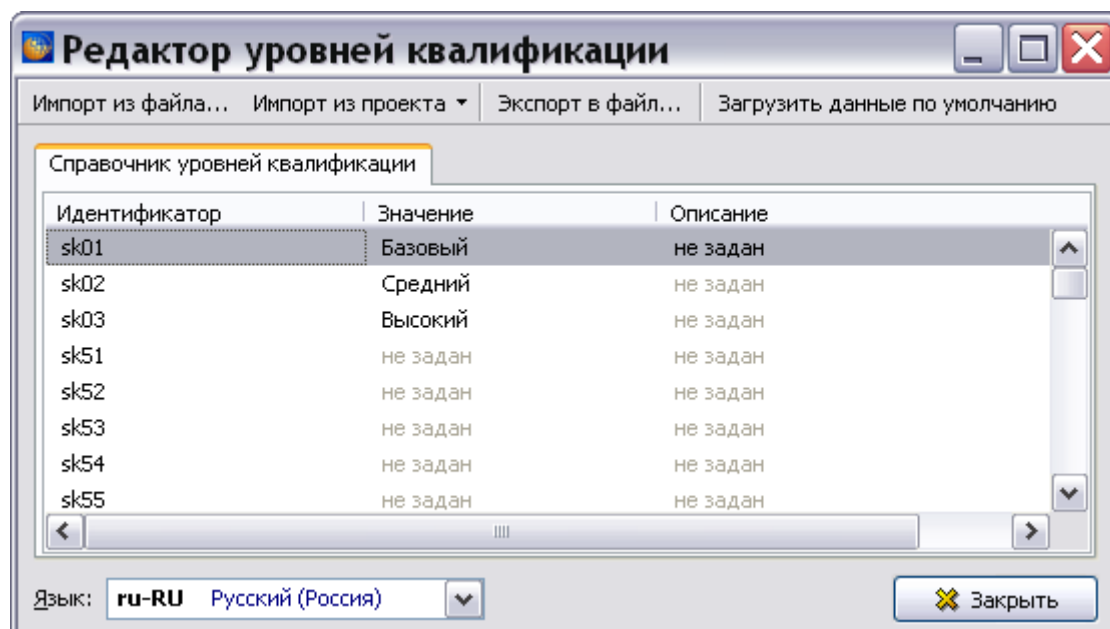 Редактор уровней квалификации
Импорт из файла... Импорт из проекта Экспорт в файл... Загрузить данные по умолчанию
Справочник уровней квалификации
Идентификатор Значение Описание
sk01 Базовый не задан
sk02 Средний не задан
sk03 Высокий не задан
sk51 не задан не задан
sk52 не задан не задан
sk53 не задан не задан
sk54 не задан не задан
sk55 не задан не задан
Язык: ru-RU Русский (Россия) Закрыть